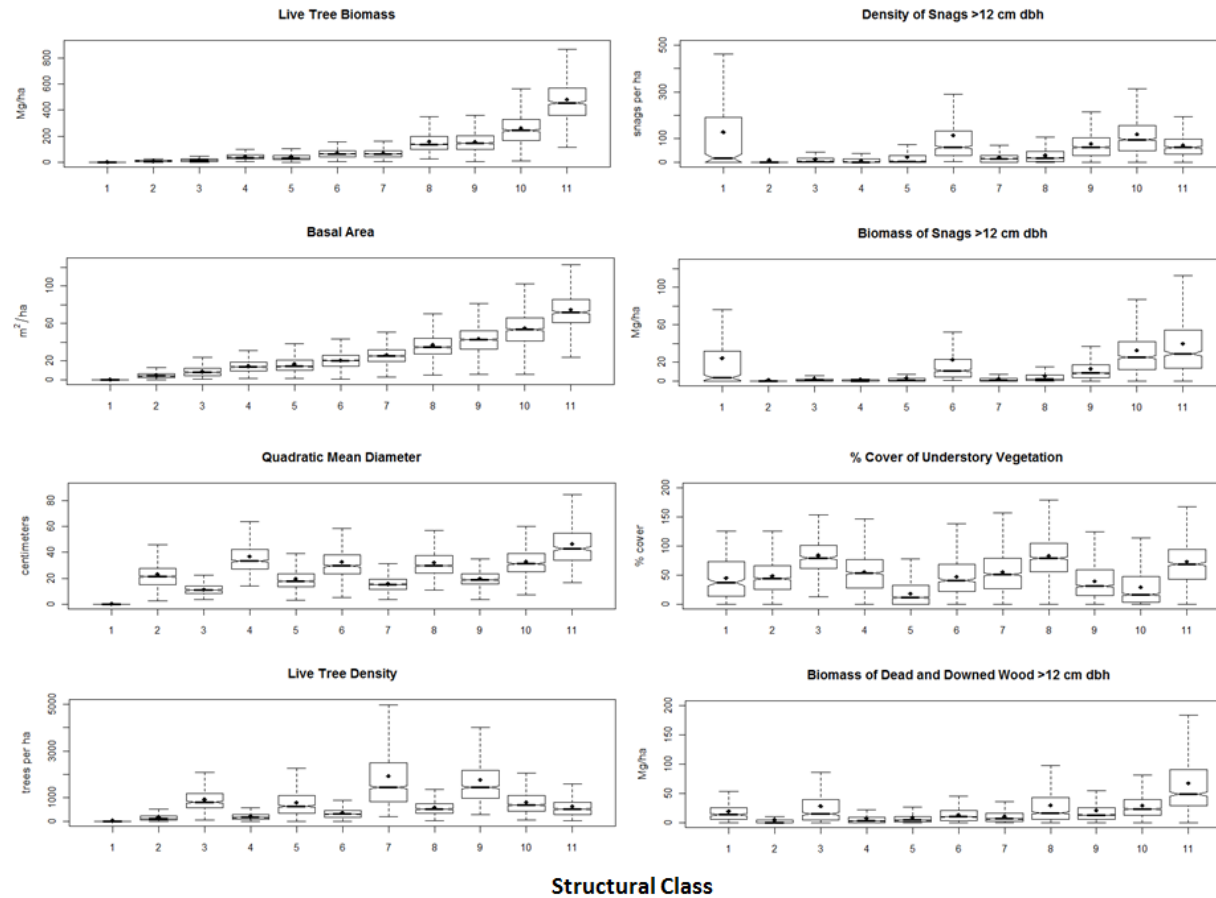 Live Tree Biomass
Mg/ha
0 200 400 600 800
1 2 3 4 5 6 7 8 9 10 11
Density of Snags >12 cm dbh
snags per ha
0 100 300 500
1 2 3 4 5 6 7 8 9 10 11
Basal Area
m²/ha
0 20 60 100
1 2 3 4 5 6 7 8 9 10 11
Biomass of Snags >12 cm dbh
Mg/ha
0 20 60 100
1 2 3 4 5 6 7 8 9 10 11
Quadratic Mean Diameter
centimeters
0 20 40 60 80
1 2 3 4 5 6 7 8 9 10 11
% Cover of Understory Vegetation
% cover
0 50 100 150 200
1 2 3 4 5 6 7 8 9 10 11
Live Tree Density
trees per ha
0 1000 3000 5000
1 2 3 4 5 6 7 8 9 10 11
Biomass of Dead and Downed Wood >12 cm dbh
Mg/ha
0 50 100 150 200
1 2 3 4 5 6 7 8 9 10 11
Structural Class